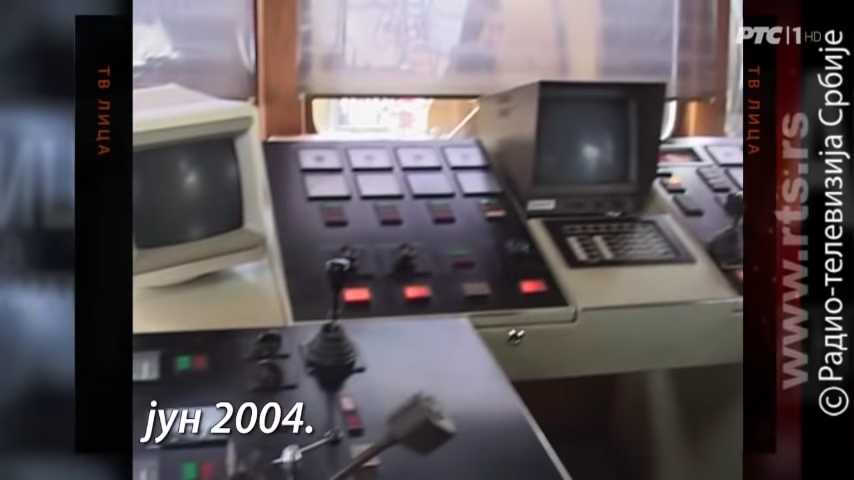 РТС|1 HD
ТВ ЛИЦА
ТВ ЛИЦА
јун 2004.
www.rts.rs
© Радио-телевизија Србије